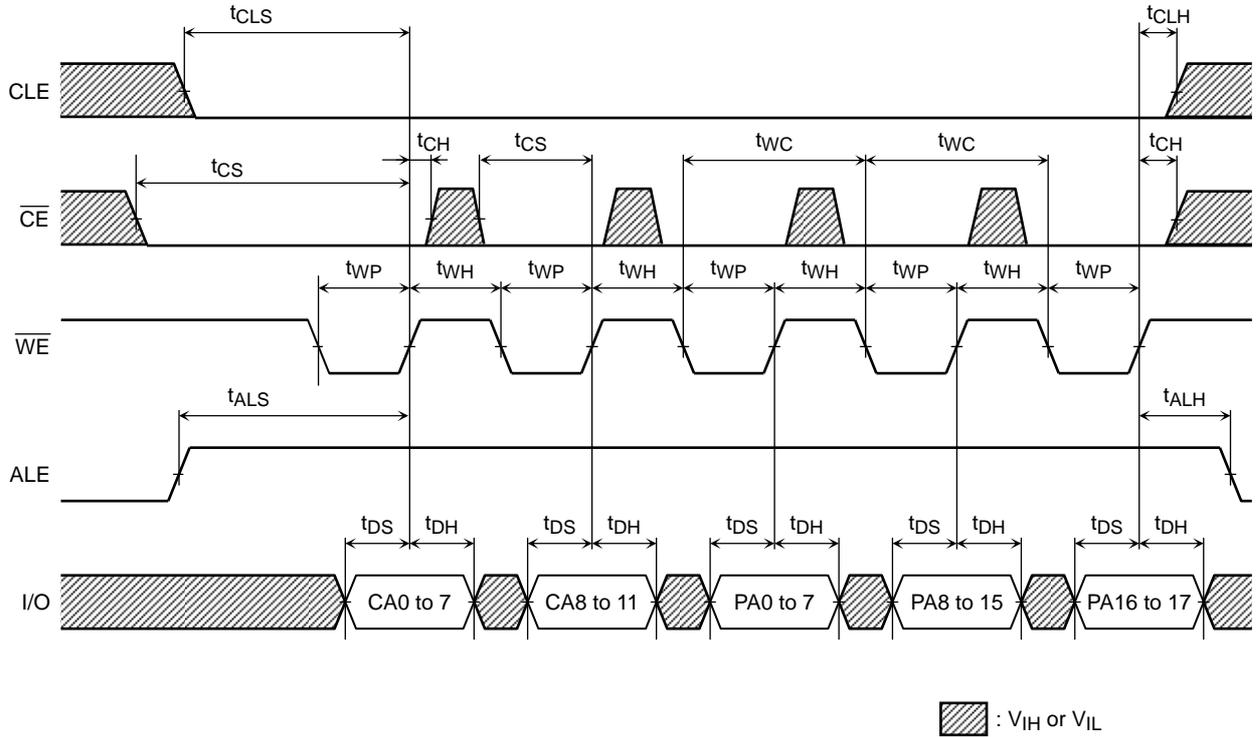 tCLS tCLH
CLE
tCH tCS tWC tWC tCH
tCS
CE
tWP tWH tWP tWH tWP tWH tWP tWH tWP
WE
tALS tALH
ALE
tDS tDH tDS tDH tDS tDH tDS tDH tDS tDH
I/O CA0 to 7 CA8 to 11 PA0 to 7 PA8 to 15 PA16 to 17
: VIH or VIL